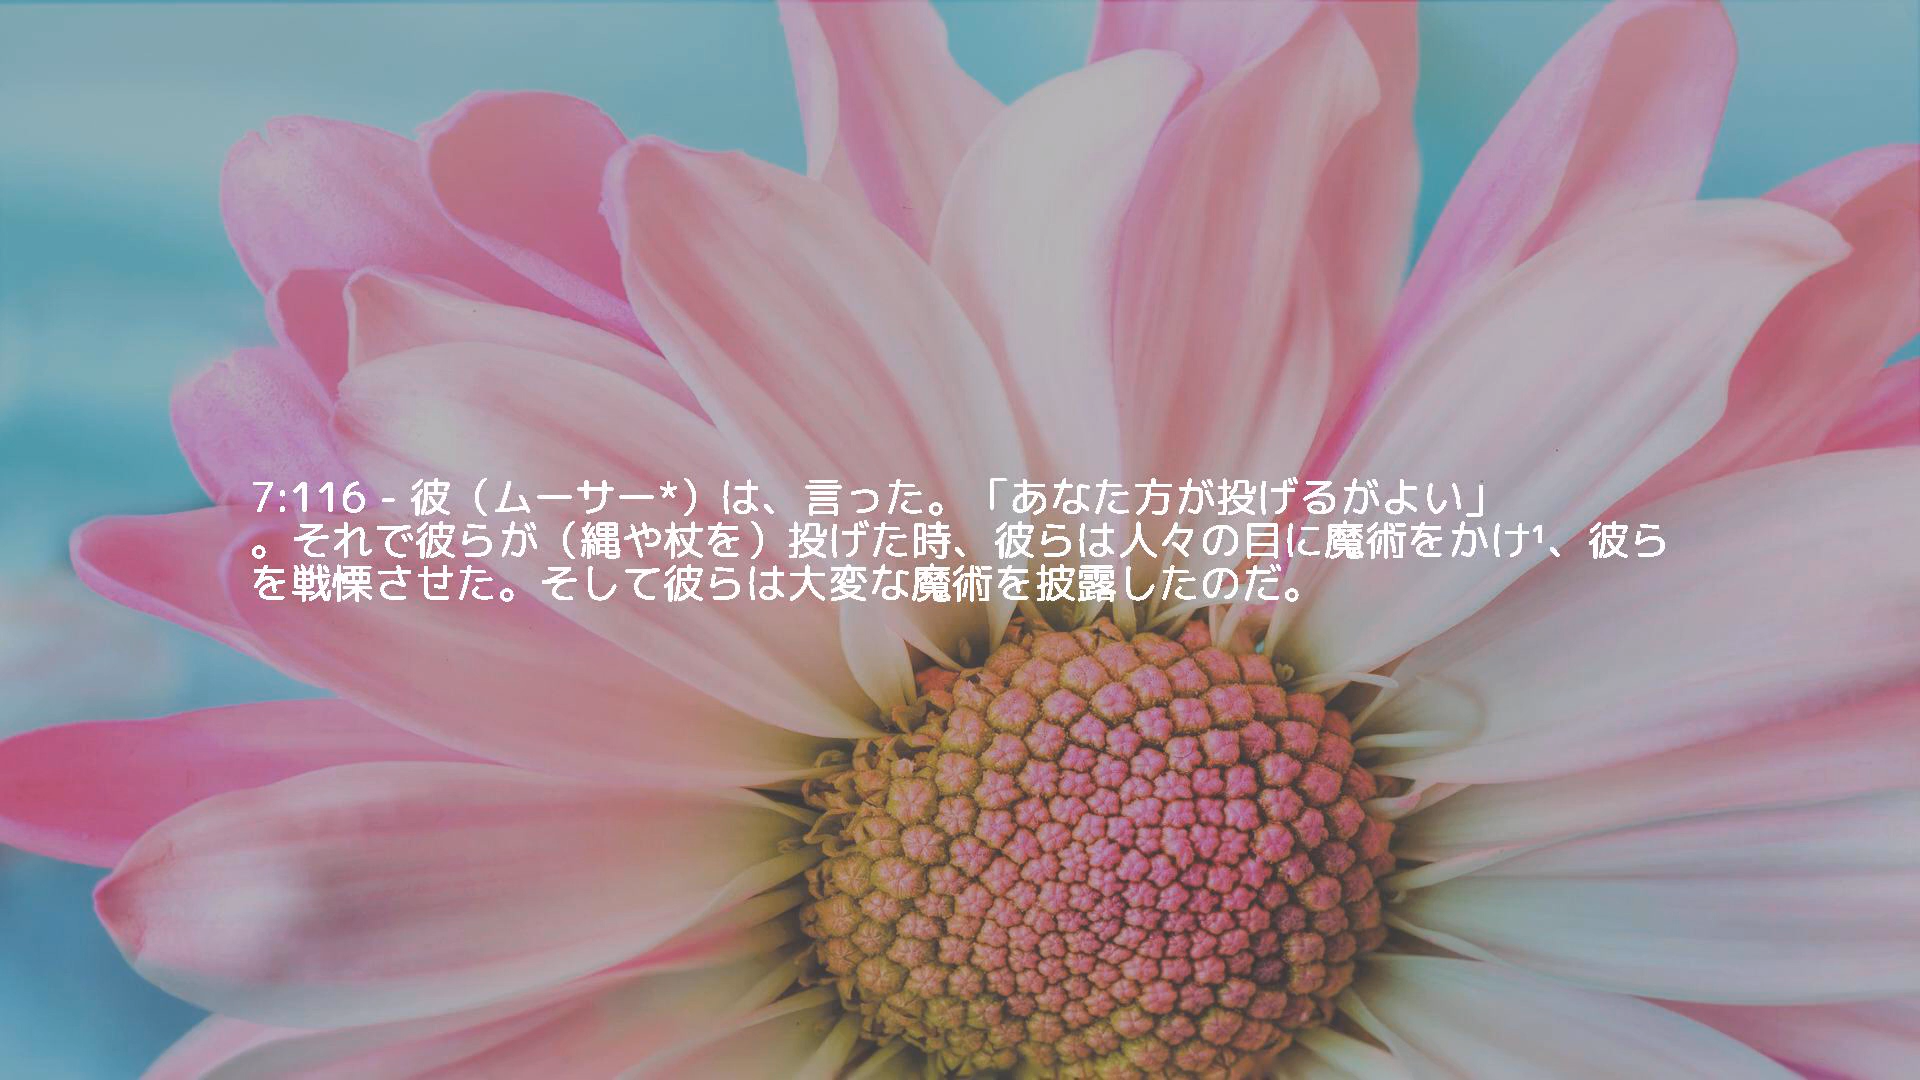 7:116 - 彼（ムーサー*）は、言った。「あなた方が投げるがよい」
。それで彼らが（縄や杖を）投げた時、彼らは人々の目に魔術をかけ¹、彼ら
を戦慄させた。そして彼らは大変な魔術を披露したのだ。